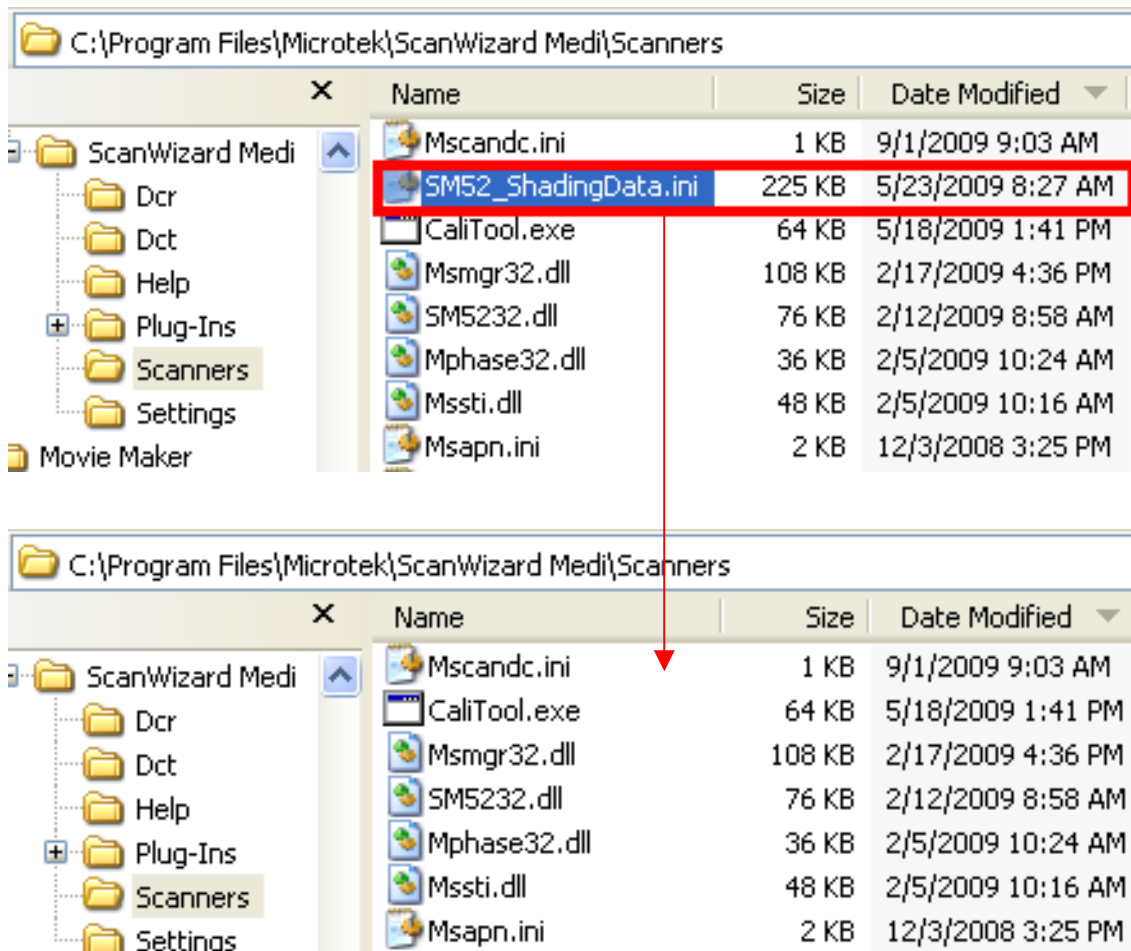 C:\Program Files\Microtek\ScanWizard Medi\Scanners
X Name Size Date Modified
ScanWizard Medi
Dcr
Dct
Help
Plug-Ins
Scanners
Settings
Movie Maker
Mscandc.ini 1 KB 9/1/2009 9:03 AM
SM52_ShadingData.ini 225 KB 5/23/2009 8:27 AM
CaliTool.exe 64 KB 5/18/2009 1:41 PM
Msmgr32.dll 108 KB 2/17/2009 4:36 PM
SM5232.dll 76 KB 2/12/2009 8:58 AM
Mphase32.dll 36 KB 2/5/2009 10:24 AM
Mssti.dll 48 KB 2/5/2009 10:16 AM
Msapn.ini 2 KB 12/3/2008 3:25 PM
C:\Program Files\Microtek\ScanWizard Medi\Scanners
X Name Size Date Modified
ScanWizard Medi
Dcr
Dct
Help
Plug-Ins
Scanners
Settings
Mscandc.ini 1 KB 9/1/2009 9:03 AM
CaliTool.exe 64 KB 5/18/2009 1:41 PM
Msmgr32.dll 108 KB 2/17/2009 4:36 PM
SM5232.dll 76 KB 2/12/2009 8:58 AM
Mphase32.dll 36 KB 2/5/2009 10:24 AM
Mssti.dll 48 KB 2/5/2009 10:16 AM
Msapn.ini 2 KB 12/3/2008 3:25 PM